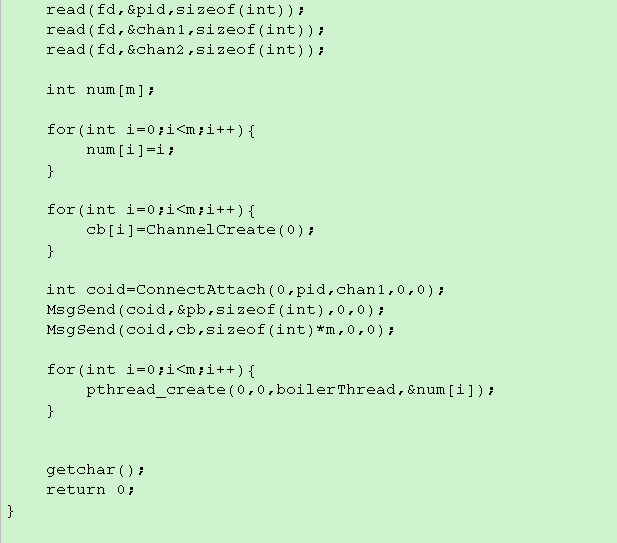 read(fd,&pid,sizeof(int));
read(fd,&chan1,sizeof(int));
read(fd,&chan2,sizeof(int));
int num[m];
for(int i=0;i<m;i++){
num[i]=i;
}
for(int i=0;i<m;i++){
cb[i]=ChannelCreate(0);
}
int coid=ConnectAttach(0,pid,chan1,0,0);
MsgSend(coid,&pb,sizeof(int),0,0);
MsgSend(coid,cb,sizeof(int)*m,0,0);
for(int i=0;i<m;i++){
pthread_create(0,0,boilerThread,&num[i]);
}
getchar();
return 0;
}